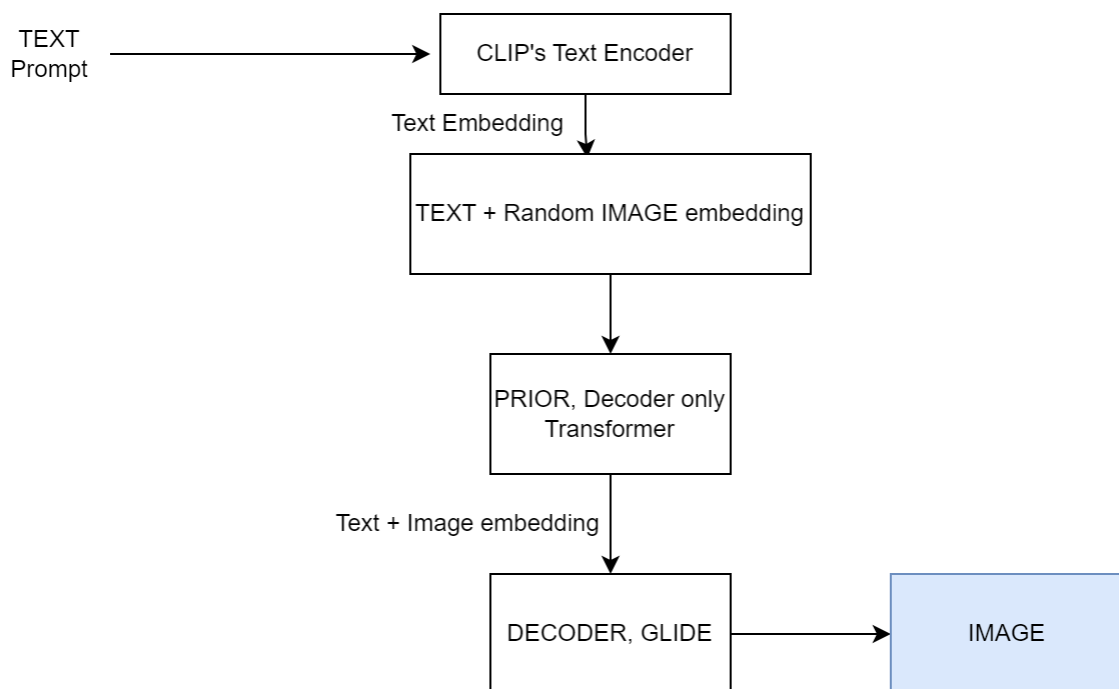 TEXT
Prompt
CLIP's Text Encoder
Text Embedding
TEXT + Random IMAGE embedding
PRIOR, Decoder only
Transformer
Text + Image embedding
DECODER, GLIDE
IMAGE